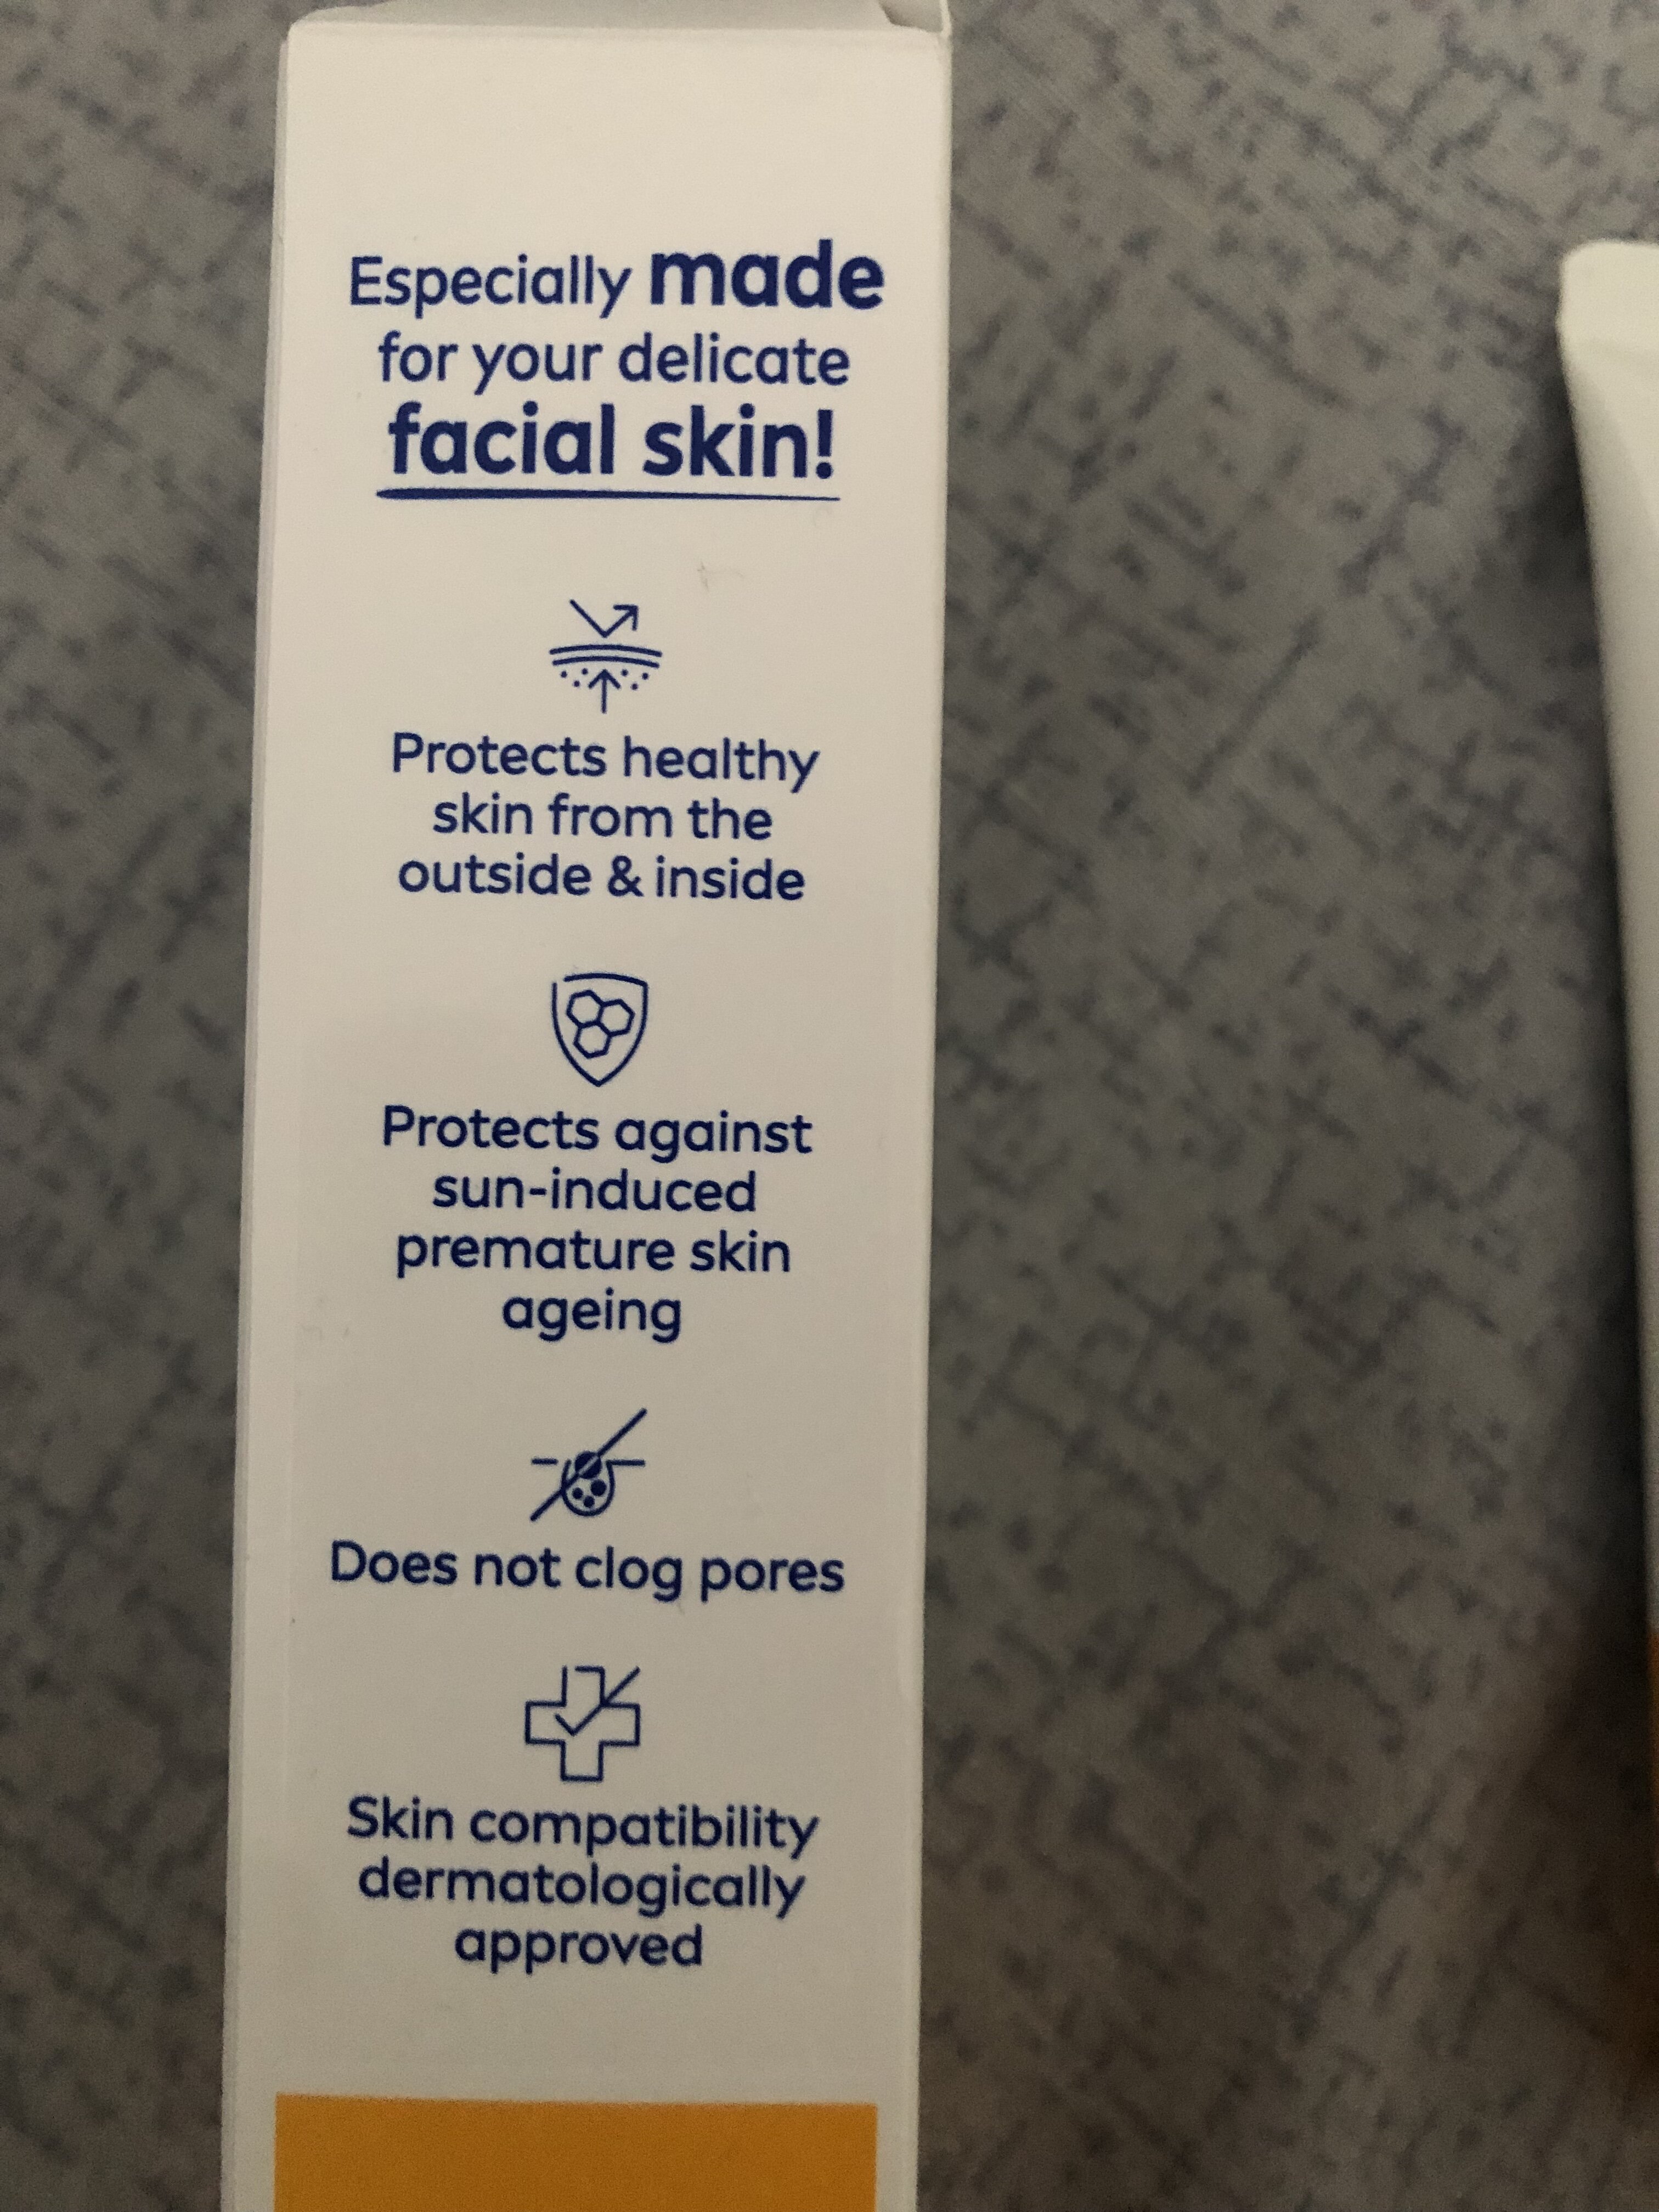 Especially made
for your delicate
facial skin!
Protects healthy
skin from the
outside & inside
Protects against
sun-induced
premature skin
ageing
Does not clog pores
Skin compatibility
dermatologically
approved